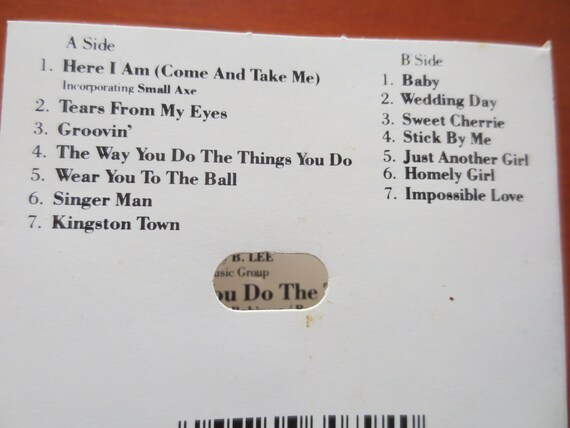 A Side
1. Here I Am (Come And Take Me)
Incorporating Small Axe
2. Tears From My Eyes
3. Groovin'
4. The Way You Do The Things You Do
5. Wear You To The Ball
6. Singer Man
7. Kingston Town
B Side
1. Baby
2. Wedding Day
3. Sweet Cherrie
4. Stick By Me
5. Just Another Girl
6. Homely Girl
7. Impossible Love
B. LEE
usic Group
ou Do The